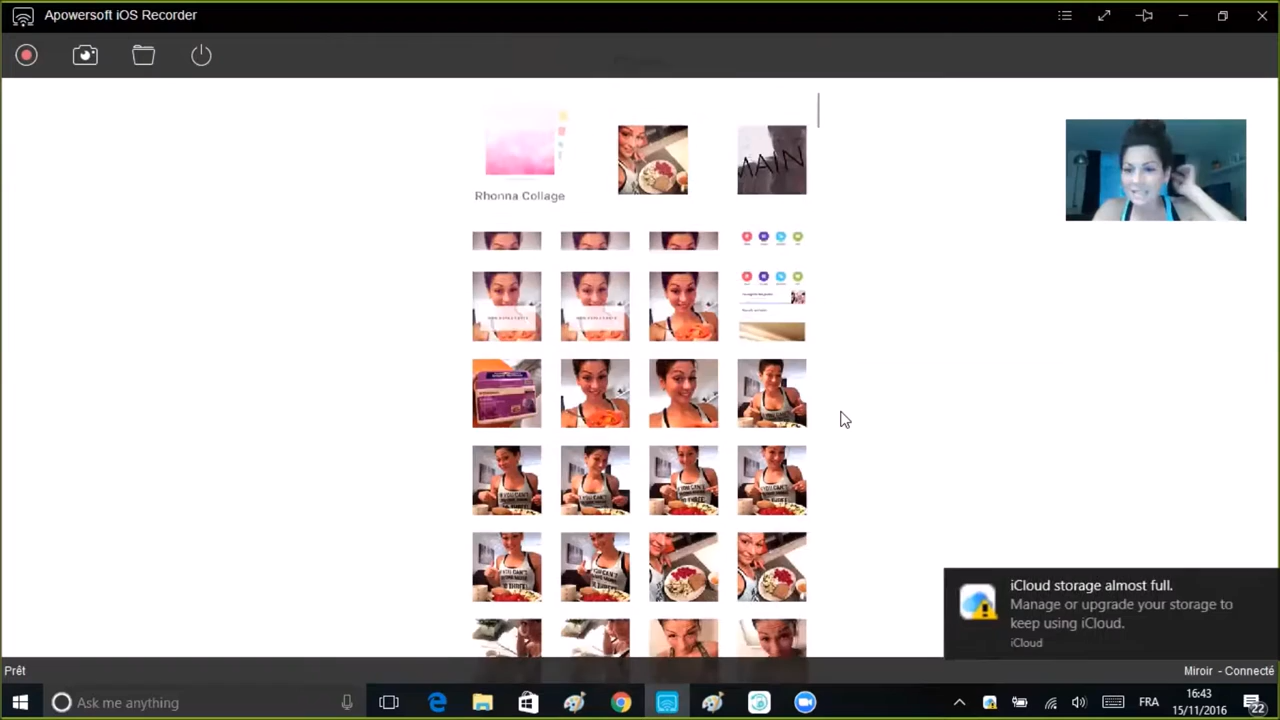 Apowersoft iOS Recorder
MAIN
Rhonna Collage
iCloud storage almost full.
Manage or upgrade your storage to
keep using iCloud.
iCloud
Prêt
Miroir - Connecté
Ask me anything
FRA
16:43
15/11/2016
22